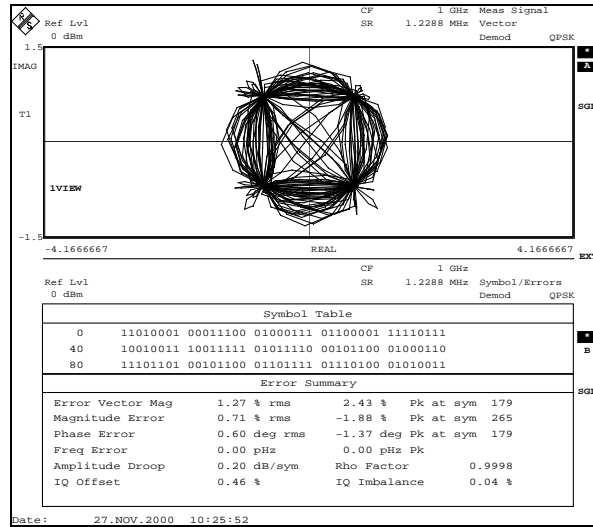 CF 1 GHz Meas Signal
Ref Lvl SR 1.2288 MHz Vector
0 dBm Demod QPSK
1.5
*
IMAG
A
T1
SGL
1VIEW
-1.5
-4.1666667 REAL 4.1666667
EXT
CF 1 GHz
Ref Lvl SR 1.2288 MHz Symbol/Errors
0 dBm Demod QPSK
Symbol Table
0 11010001 00011100 01000111 01100001 11110111
*
40 10010011 10011111 01011110 00101100 01000110
B
80 11101101 00101100 01101111 01110100 01010011
Error Summary
SGL
Error Vector Mag 1.27 % rms 2.43 % Pk at sym 179
Magnitude Error 0.71 % rms -1.88 % Pk at sym 265
Phase Error 0.60 deg rms -1.37 deg Pk at sym 179
Freq Error 0.00 pHz 0.00 pHz Pk
Amplitude Droop 0.20 dB/sym Rho Factor 0.9998
IQ Offset 0.46 % IQ Imbalance 0.04 %
Date: 27.NOV.2000 10:25:52